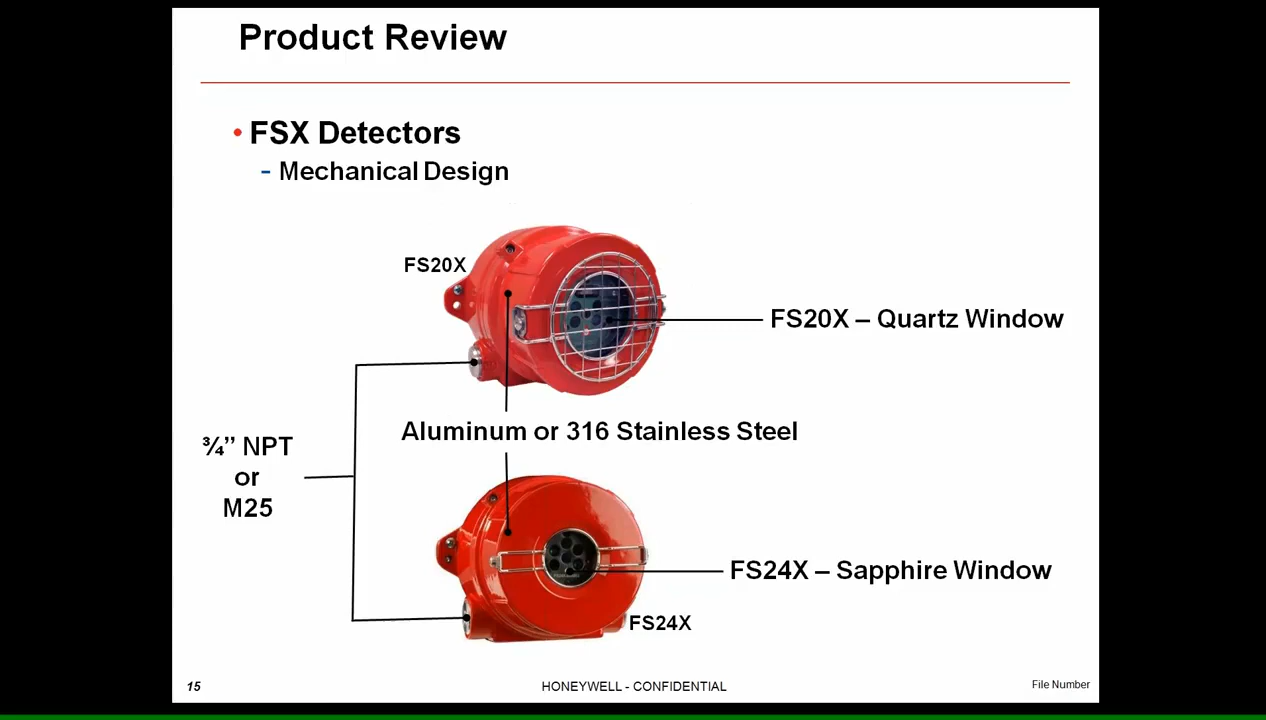 Product Review
• FSX Detectors
- Mechanical Design
FS20X
FS20X – Quartz Window
Aluminum or 316 Stainless Steel
¾” NPT
or
M25
FS24X – Sapphire Window
FS24X
15
HONEYWELL - CONFIDENTIAL
File Number